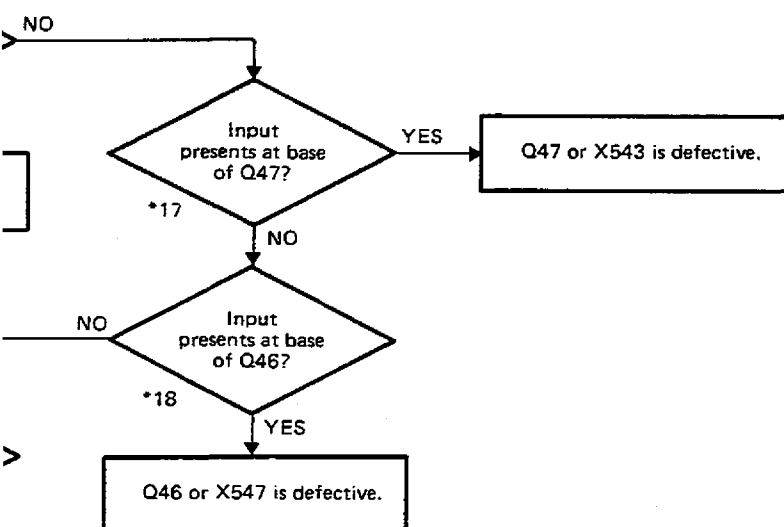 NO
Input
presents at base
of Q47?
YES
Q47 or X543 is defective.
*17
NO
NO
Input
presents at base
of Q46?
*18
YES
Q46 or X547 is defective.